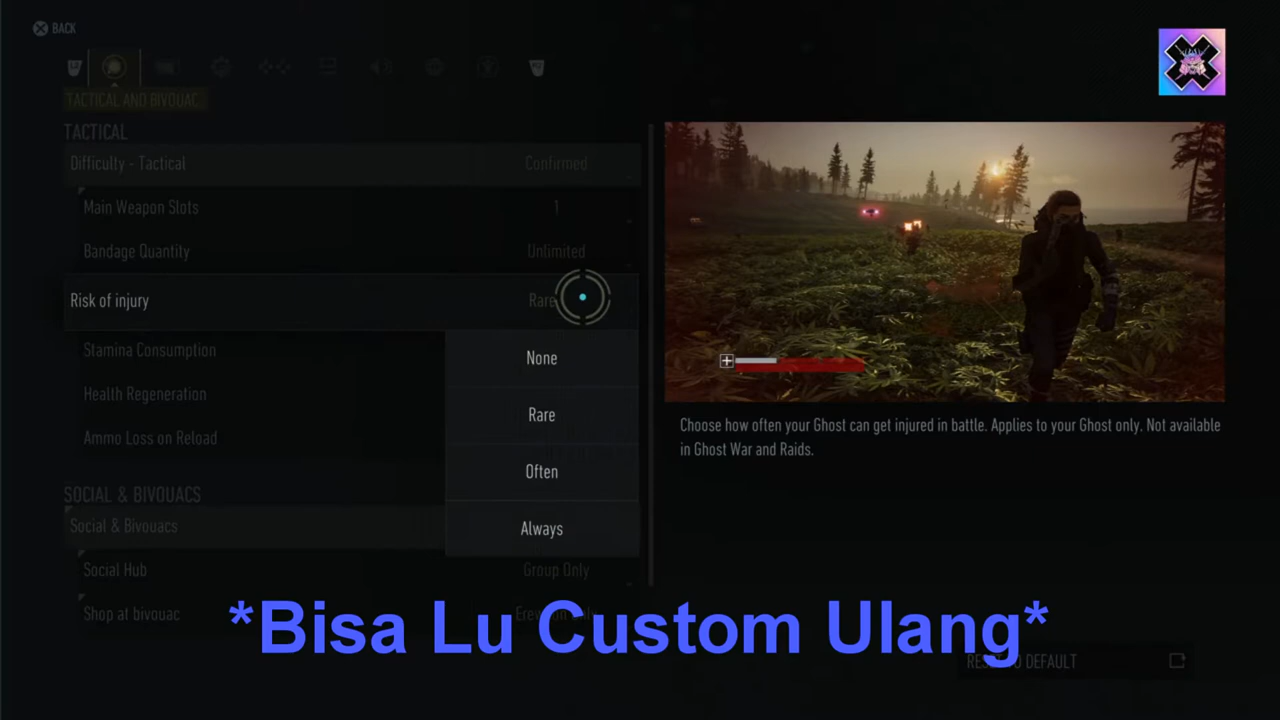 BACK
TACTICAL AND BIVOUAC
TACTICAL
Difficulty - Tactical Confirmed
Main Weapon Slots 1
Bandage Quantity Unlimited
Risk of injury Rare
Stamina Consumption
None
Health Regeneration
Rare
Ammo Loss on Reload
Often
Always
SOCIAL & BIVOUACS
Social & Bivouacs
Social Hub Group Only
Shop at bivouac
Choose how often your Ghost can get injured in battle. Applies to your Ghost only. Not available
in Ghost War and Raids.
*Bisa Lu Custom Ulang*
DEFAULT